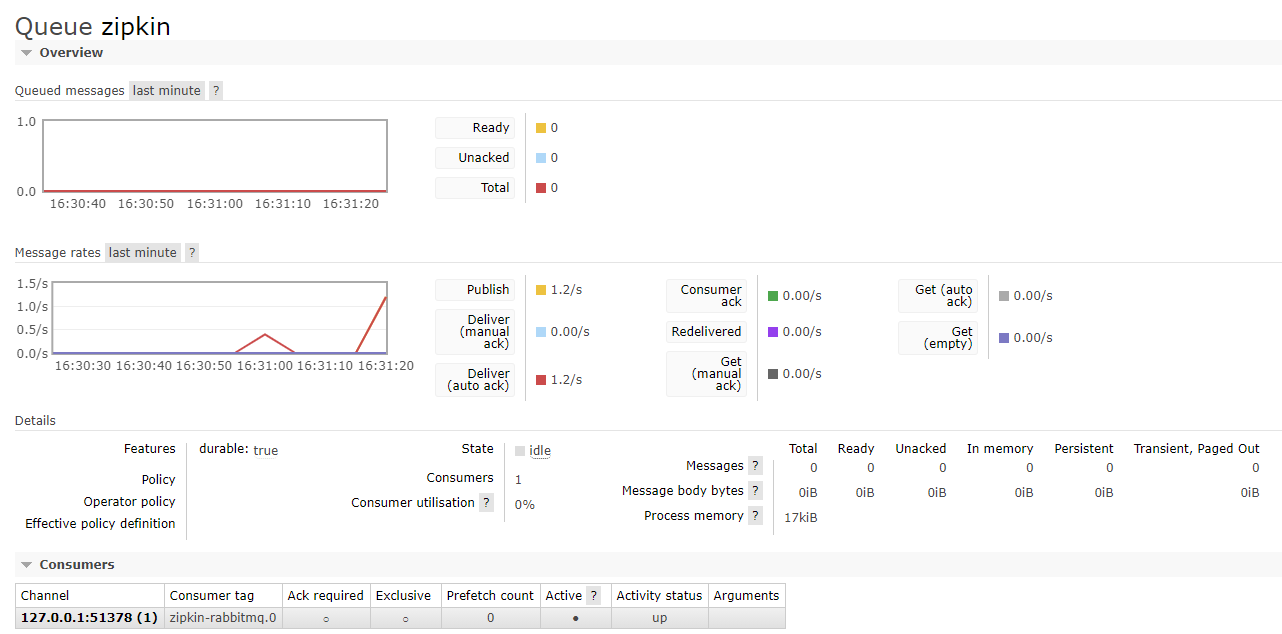 Queue zipkin
Overview
Queued messages last minute ?
1.0
0.0
16:30:40 16:30:50 16:31:00 16:31:10 16:31:20
Ready 0
Unacked 0
Total 0
Message rates last minute ?
1.5/s
1.0/s
0.5/s
0.0/s
16:30:30 16:30:40 16:30:50 16:31:00 16:31:10 16:31:20
Publish 1.2/s
Deliver
(manual 0.00/s
ack)
Deliver
(auto ack) 1.2/s
Consumer
ack 0.00/s
Redelivered 0.00/s
Get
(manual 0.00/s
ack)
Get (auto
ack) 0.00/s
Get
(empty) 0.00/s
Details
Features durable: true
Policy
Operator policy
Effective policy definition
State idle
Consumers 1
Consumer utilisation ? 0%
Total Ready Unacked In memory Persistent Transient, Paged Out
Messages ? 0 0 0 0 0 0
Message body bytes ? 0iB 0iB 0iB 0iB 0iB 0iB
Process memory ? 17kiB
Consumers
Channel Consumer tag Ack required Exclusive Prefetch count Active ? Activity status Arguments
127.0.0.1:51378 (1) zipkin-rabbitmq.0 ○ ○ 0 ● up